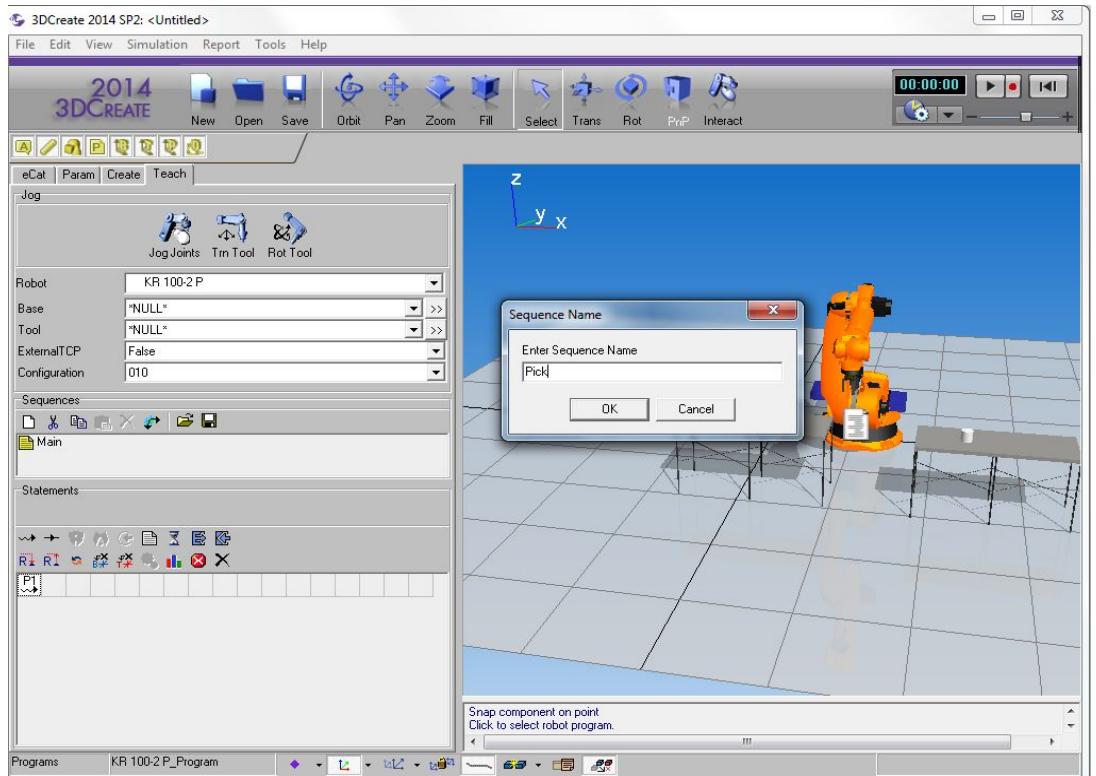 3DCreate 2014 SP2: <Untitled>
File Edit View Simulation Report Tools Help
2014
3DCREATE
New Open Save Orbit Pan Zoom Fill Select Trans Rot PnP Interact
00:00:00
A P
eCat Param Create Teach
Jog
Jog Joints Trn Tool Rot Tool
Robot KR 100-2 P
Base *NULL* >>
Tool *NULL* >>
ExternalTCP False
Configuration 010
Sequences
Main
Statements
P1
z
y x
Sequence Name
Enter Sequence Name
Pick
OK Cancel
Snap component on point
Click to select robot program.
Programs KR 100-2 P_Program